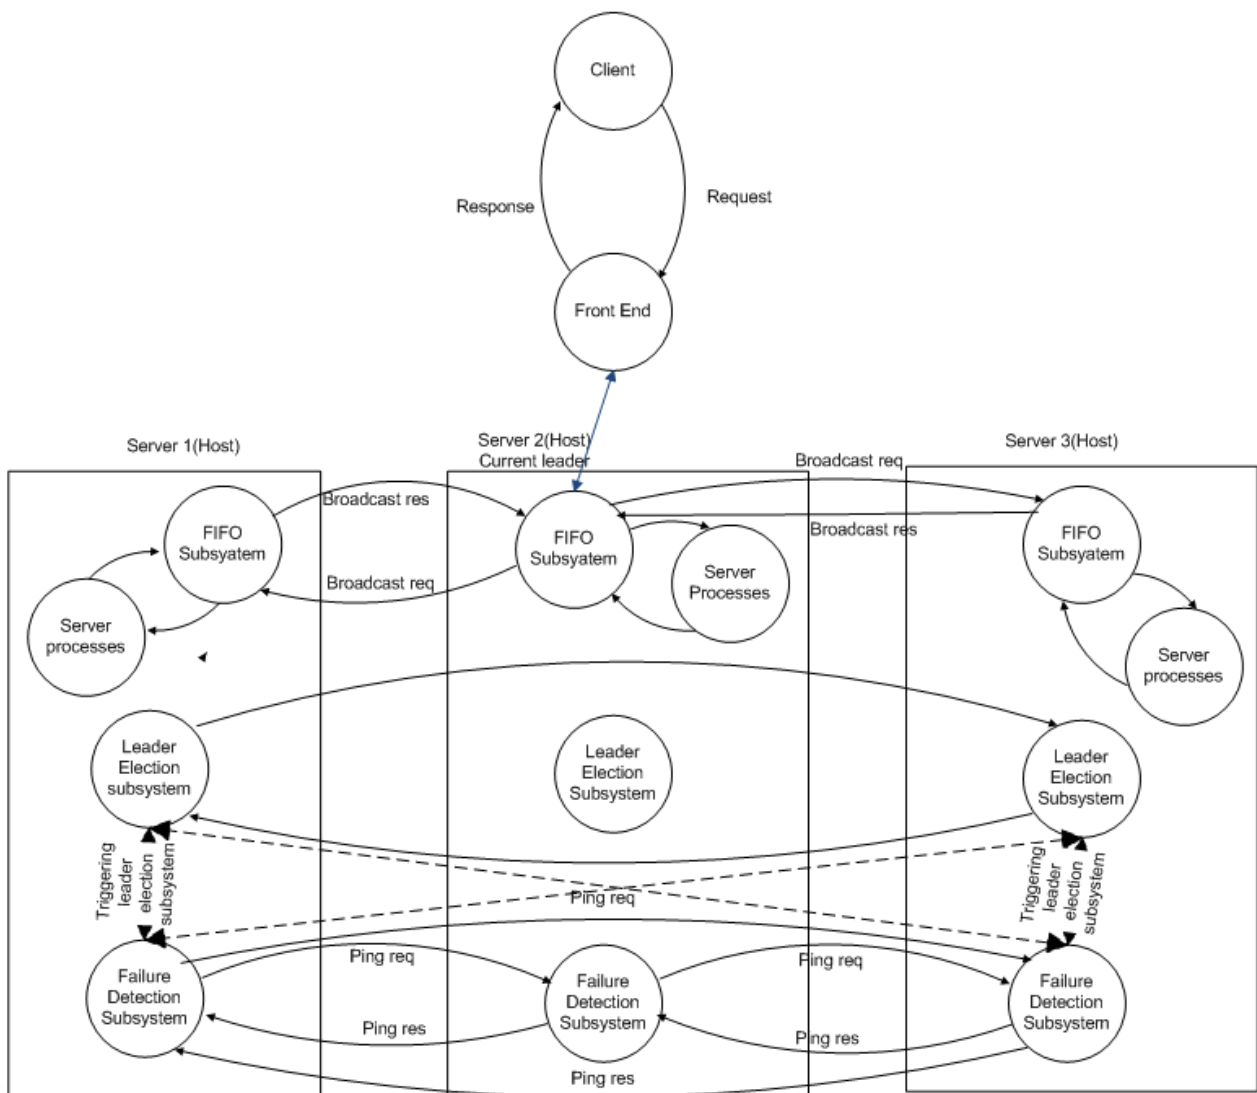 Client
Response
Request
Front End
Server 1(Host)
Server 2(Host)
Current leader
Server 3(Host)
Broadcast req
Broadcast res
Broadcast res
FIFO
Subsyatem
FIFO
Subsyatem
FIFO
Subsyatem
Broadcast req
Server
Processes
Server
processes
Server
processes
Leader
Election
subsystem
Leader
Election
Subsystem
Leader
Election
Subsystem
Triggering
leader
election
subsystem
Triggering
leader
election
subsystem
Ping req
Ping req
Ping req
Failure
Detection
Subsystem
Failure
Detection
Subsystem
Failure
Detection
Subsystem
Ping res
Ping res
Ping res